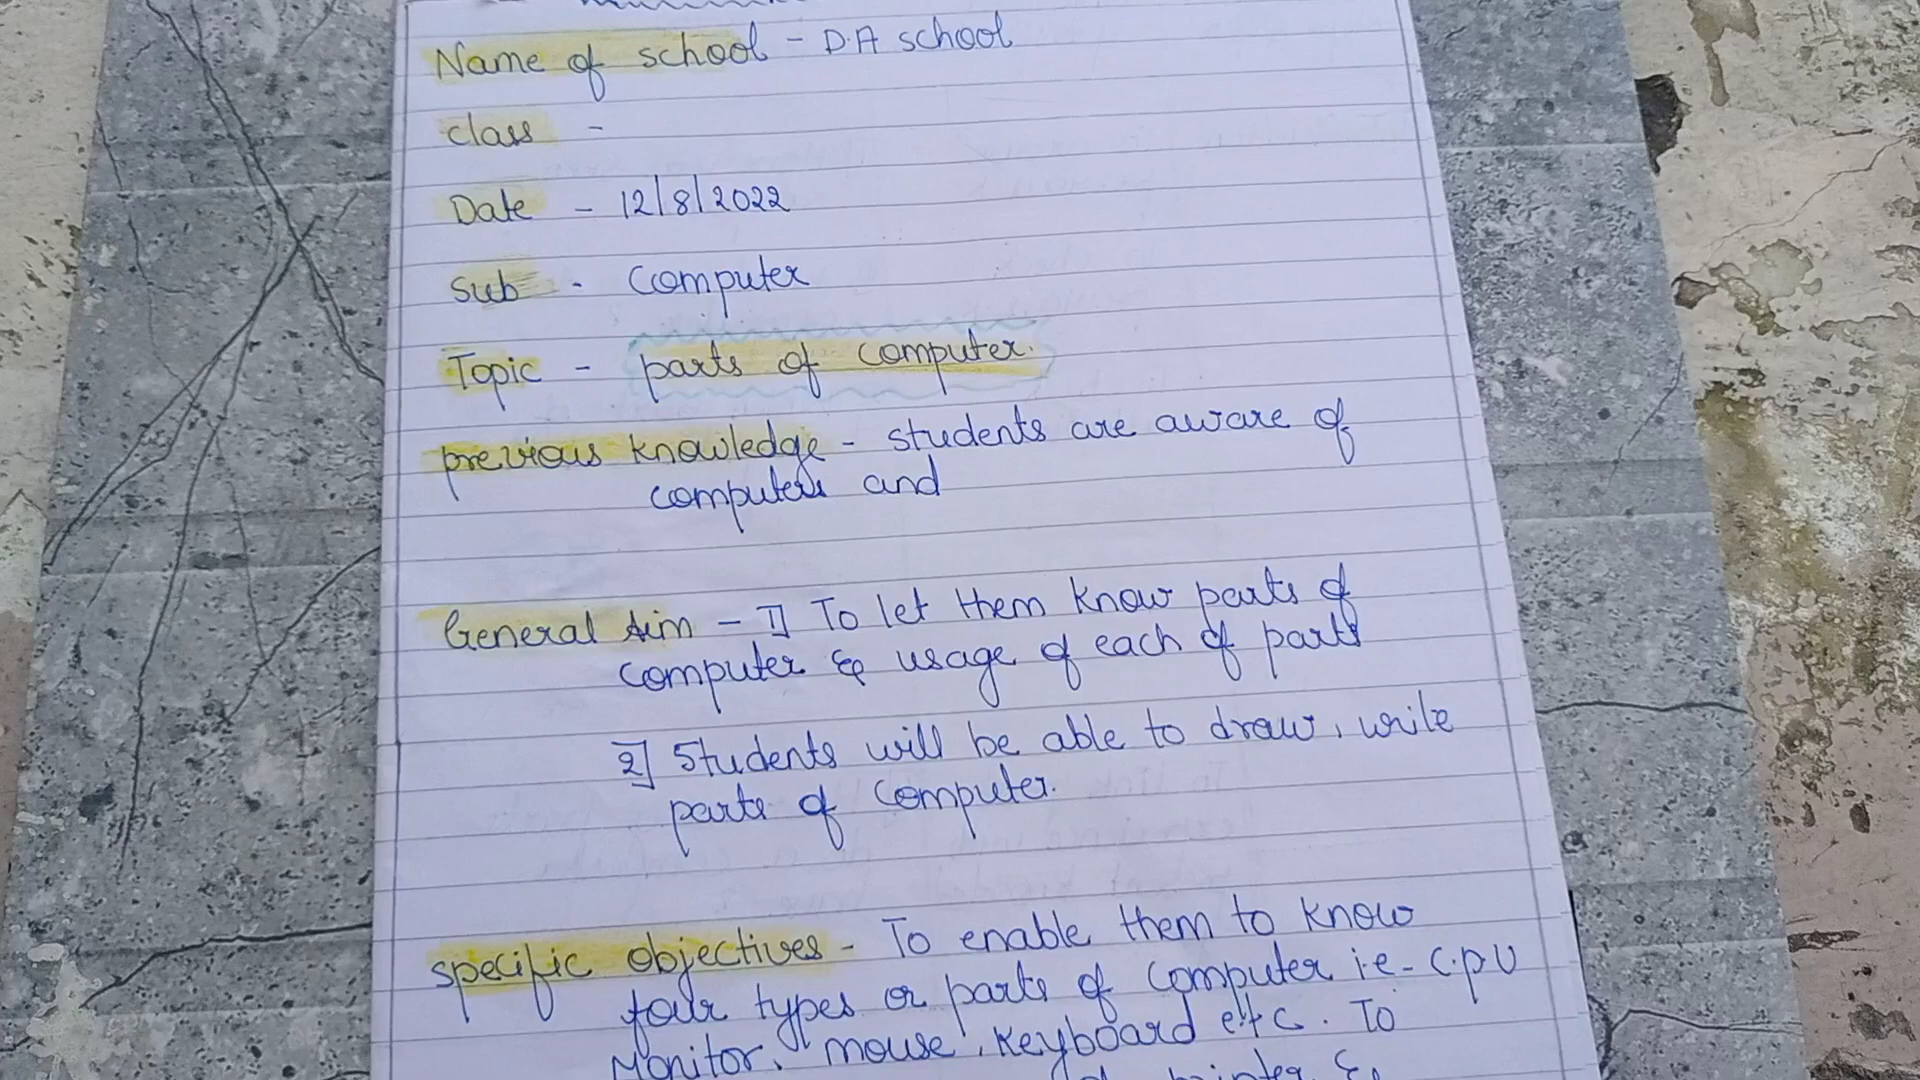 Name of school - D.A school
class -
Date - 12/8/2022
Sub - Computer
Topic - parts of computer.
previous knowledge - students are aware of
computers and
General Aim - 1] To let them know parts of
computer & usage of each of parts
2] Students will be able to draw, write
parts of computer.
specific objectives - To enable them to know
four types or parts of computer i.e - C.P.U
Monitor, mouse, keyboard etc. To
printer &